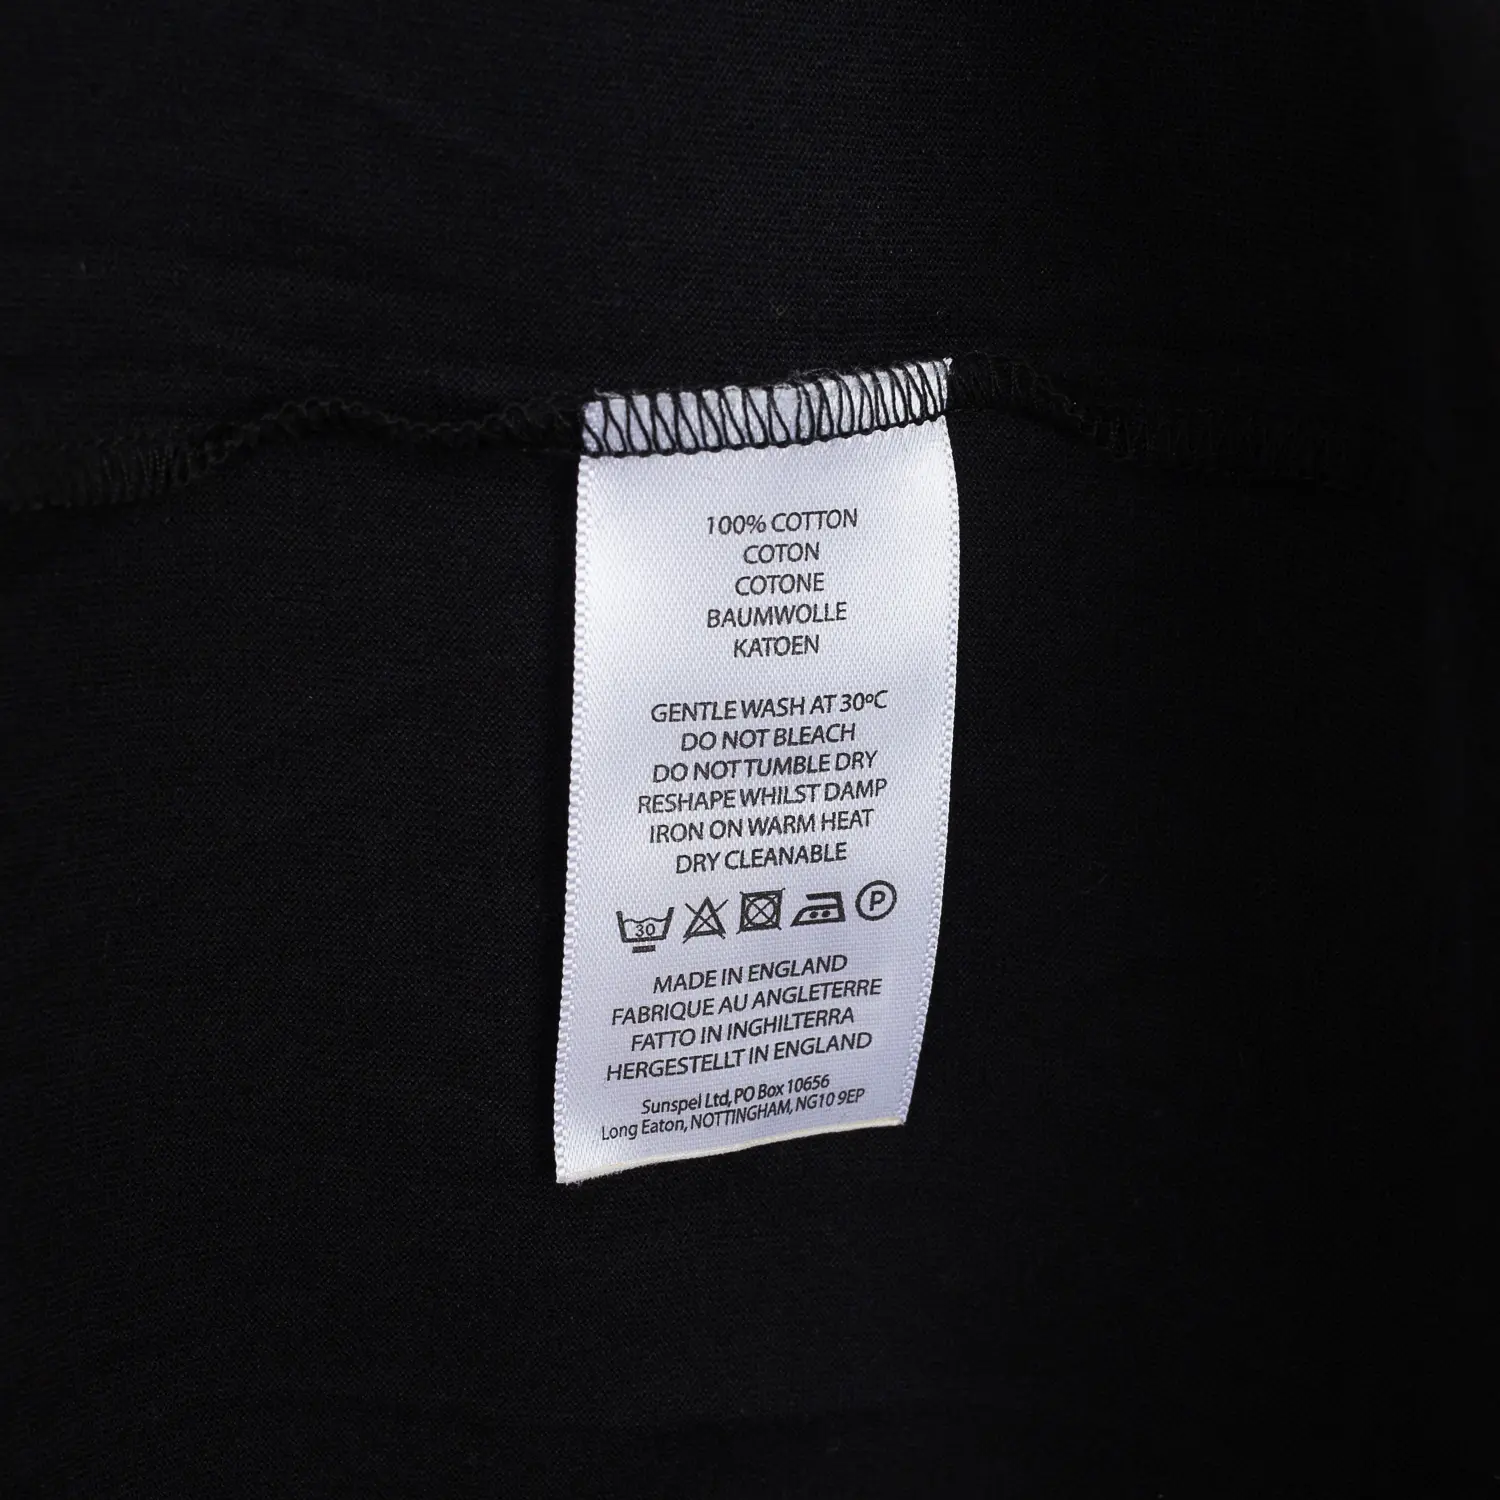 100% COTTON
COTON
COTONE
BAUMWOLLE
KATOEN
GENTLE WASH AT 30ºC
DO NOT BLEACH
DO NOT TUMBLE DRY
RESHAPE WHILST DAMP
IRON ON WARM HEAT
DRY CLEANABLE
30 P
MADE IN ENGLAND
FABRIQUE AU ANGLETERRE
FATTO IN INGHILTERRA
HERGESTELLT IN ENGLAND
Sunspel Ltd, PO Box 10656
Long Eaton, NOTTINGHAM, NG10 9EP